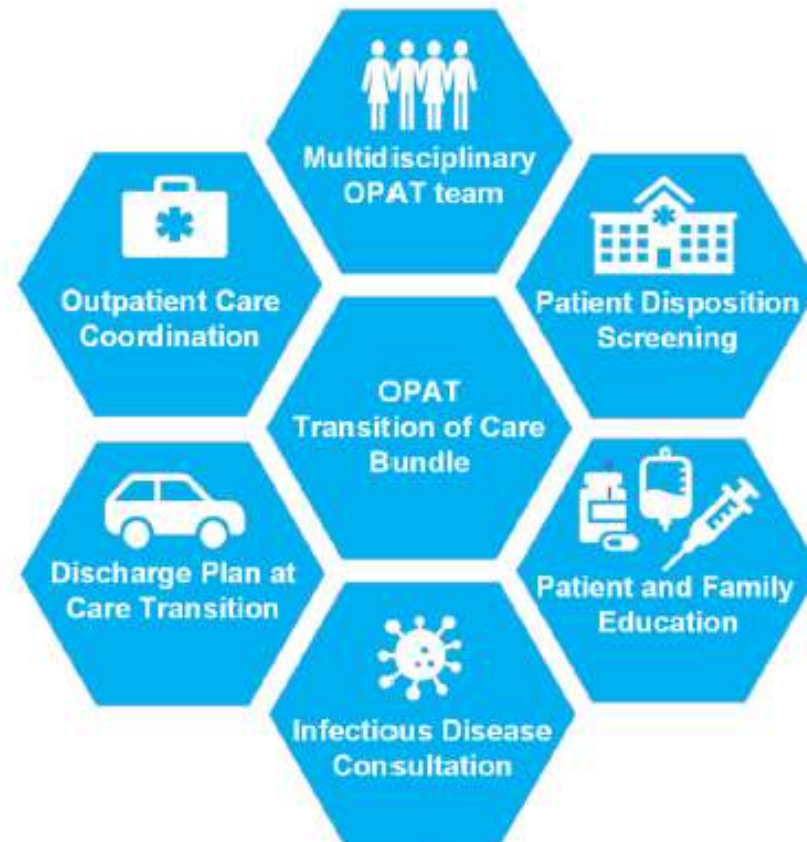 Multidisciplinary
OPAT team
Outpatient Care
Coordination
Patient Disposition
Screening
OPAT
Transition of Care
Bundle
Discharge Plan at
Care Transition
Patient and Family
Education
Infectious Disease
Consultation